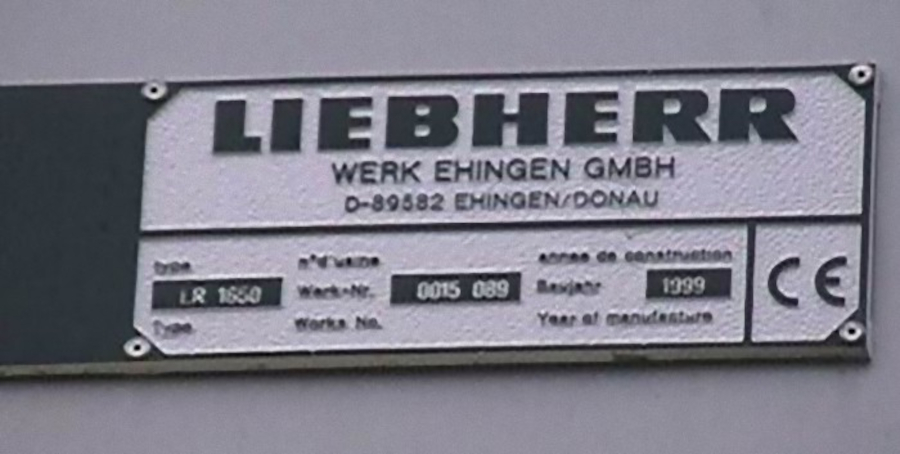 LIEBHERR
WERK EHINGEN GMBH
D-89582 EHINGEN/DONAU
type n°d'usine année de construction
LR 1650 Werk-Nr. 0015 089 Baujahr 1999
Type Works No. Year of manufacture
CE